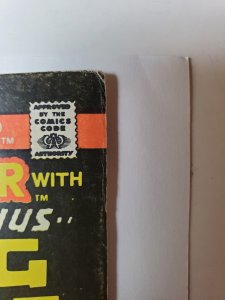 APPROVED
BY THE
COMICS
CODE
AUTHORITY
TM
R WITH
TM
IUS..
G